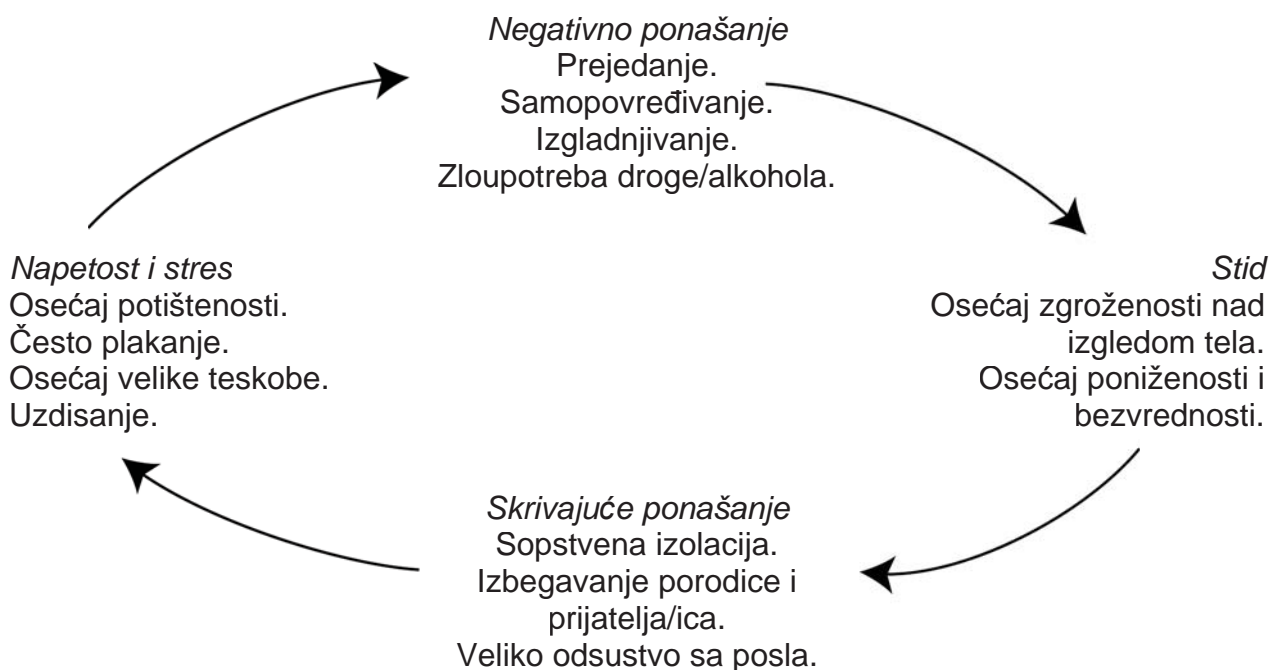 Negativno ponašanje
Prejedanje.
Samopovređivanje.
Izgladnjivanje.
Zloupotreba droge/alkohola.
Napetost i stres
Osećaj potištenosti.
Često plakanje.
Osećaj velike teskobe.
Uzdisanje.
Stid
Osećaj zgroženosti nad
izgledom tela.
Osećaj poniženosti i
bezvrednosti.
Skrivajuće ponašanje
Sopstvena izolacija.
Izbegavanje porodice i
prijatelja/ica.
Veliko odsustvo sa posla.